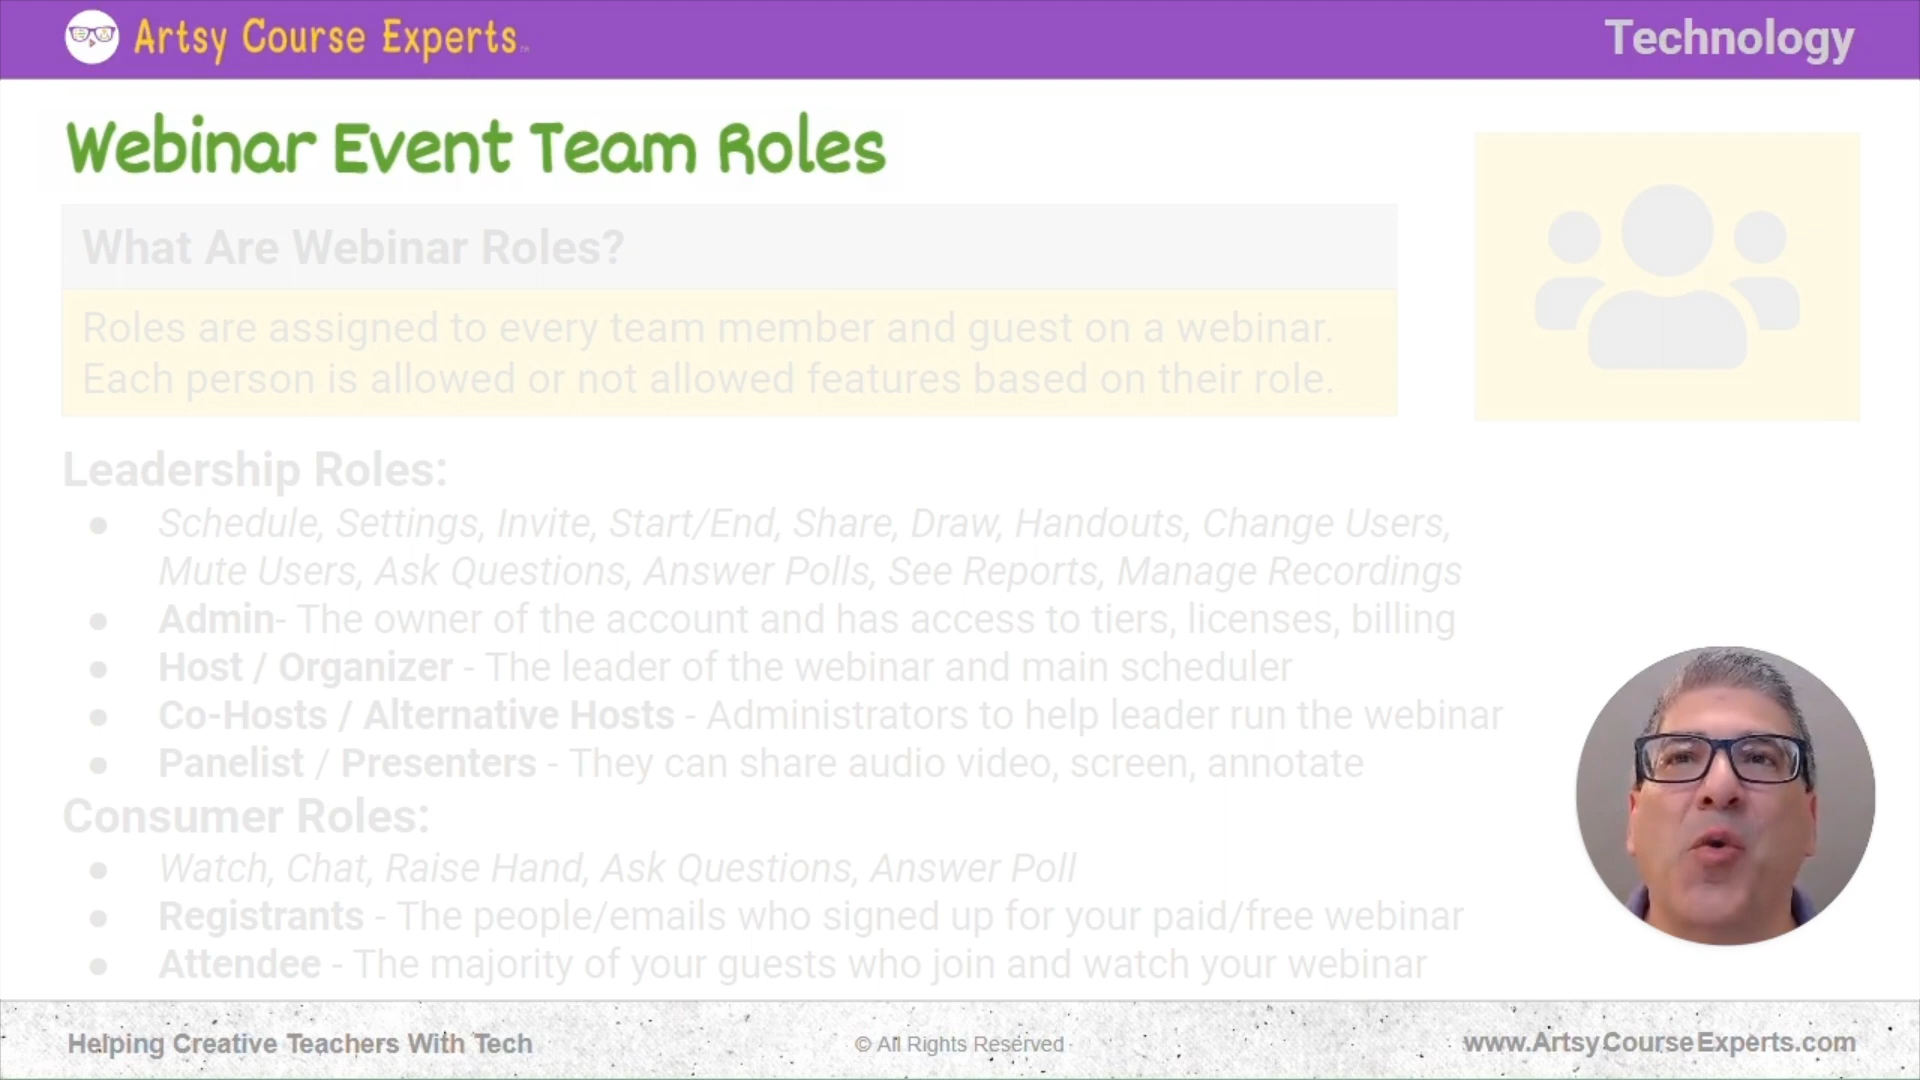 Artsy Course Experts
Technology
Webinar Event Team Roles
What Are Webinar Roles?
Roles are assigned to every team member and guest on a webinar.
Each person is allowed or not allowed features based on their role.
Leadership Roles:
● Schedule, Settings, Invite, Start/End, Share, Draw, Handouts, Change Users,
Mute Users, Ask Questions, Answer Polls, See Reports, Manage Recordings
● Admin- The owner of the account and has access to tiers, licenses, billing
● Host / Organizer - The leader of the webinar and main scheduler
● Co-Hosts / Alternative Hosts - Administrators to help leader run the webinar
● Panelist / Presenters - They can share audio video, screen, annotate
Consumer Roles:
● Watch, Chat, Raise Hand, Ask Questions, Answer Poll
● Registrants - The people/emails who signed up for your paid/free webinar
● Attendee - The majority of your guests who join and watch your webinar
Helping Creative Teachers With Tech
© All Rights Reserved
www.ArtsyCourseExperts.com